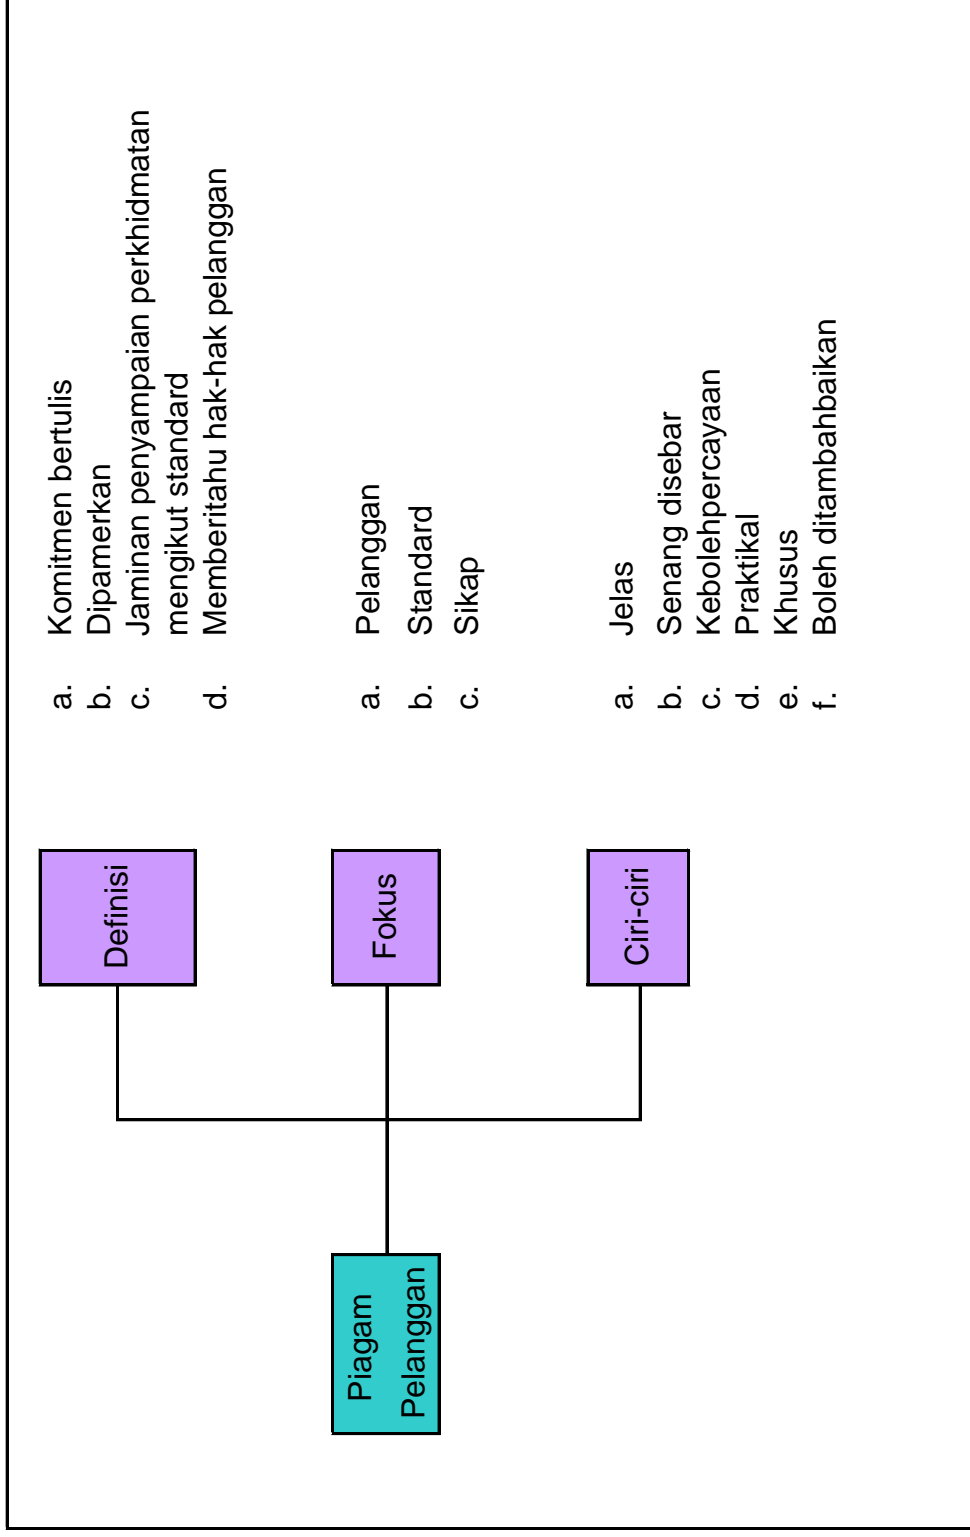 Piagam
Pelanggan
Definisi
a. Komitmen bertulis
b. Dipamerkan
c. Jaminan penyampaian perkhidmatan
mengikut standard
d. Memberitahu hak-hak pelanggan
Fokus
a. Pelanggan
b. Standard
c. Sikap
Ciri-ciri
a. Jelas
b. Senang disebar
c. Kebolehpercayaan
d. Praktikal
e. Khusus
f. Boleh ditambahbaikan